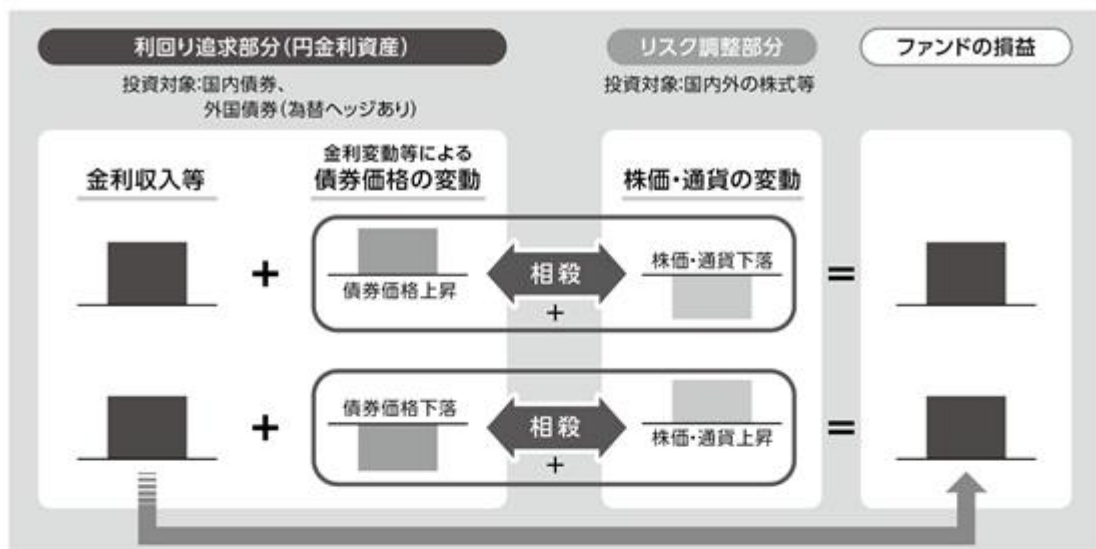 利回り追求部分(円金利資産)
リスク調整部分
ファンドの損益
投資対象:国内債券、
外国債券(為替ヘッジあり)
投資対象:国内外の株式等
金利収入等
金利変動等による
債券価格の変動
株価・通貨の変動
+
債券価格上昇
相殺
+
株価・通貨下落
=
+
債券価格下落
相殺
+
株価・通貨上昇
=